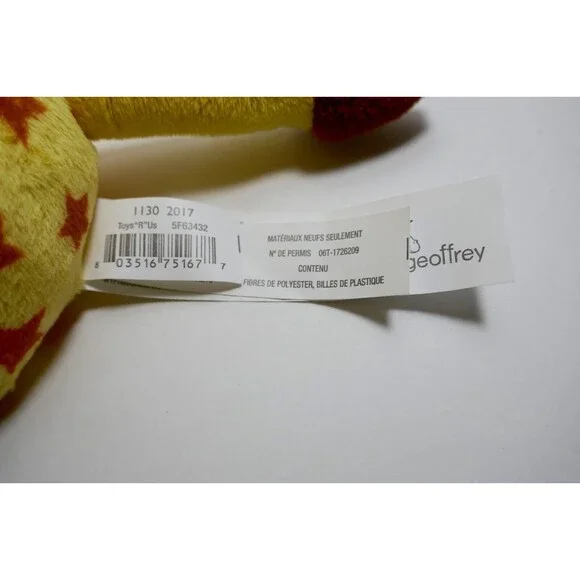 1130 2017
Toys"R"Us 5F63432
8 03516 75167 7
MATÉRIAUX NEUFS SEULEMENT
N° DE PERMIS 06T-1726209
CONTENU
FIBRES DE POLYESTER, BILLES DE PLASTIQUE
geoffrey